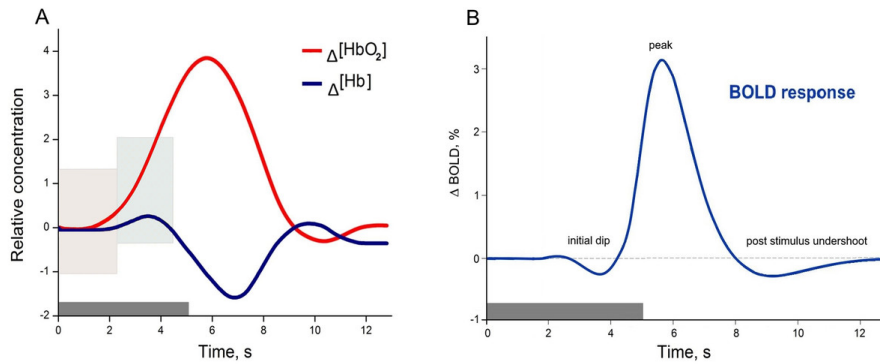 A
Δ[HbO₂]
Δ[Hb]
Relative concentration
4
3
2
1
0
-1
-2
0 2 4 6 8 10 12
Time, s
B
peak
BOLD response
Δ BOLD, %
3
2
1
0
-1
initial dip
post stimulus undershoot
0 2 4 6 8 10 12
Time, s